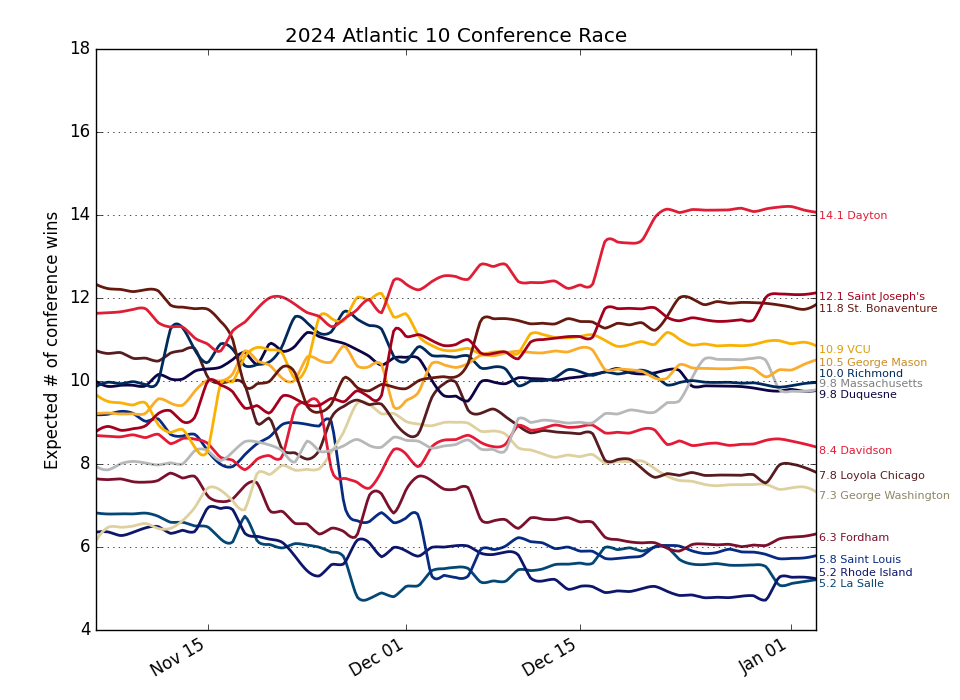 2024 Atlantic 10 Conference Race
Expected # of conference wins
18
16
14
12
10
8
6
4
14.1 Dayton
12.1 Saint Joseph's
11.8 St. Bonaventure
10.9 VCU
10.5 George Mason
10.0 Richmond
9.8 Massachusetts
9.8 Duquesne
8.4 Davidson
7.8 Loyola Chicago
7.3 George Washington
6.3 Fordham
5.8 Saint Louis
5.2 Rhode Island
5.2 La Salle
Nov 15
Dec 01
Dec 15
Jan 01